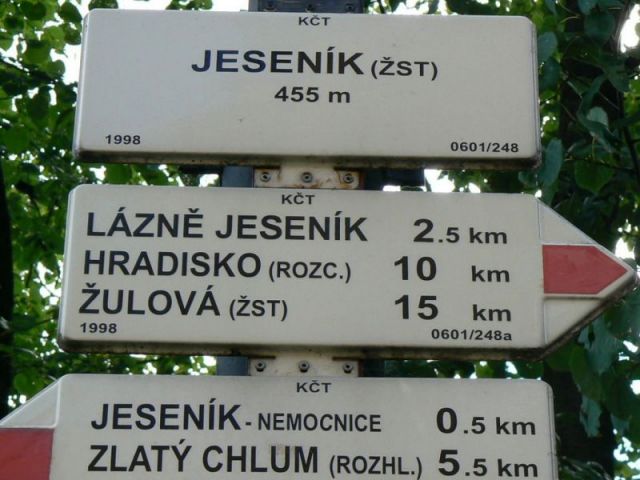 KČT
JESENÍK (ŽST)
455 m
1998 0601/248
KČT
LÁZNĚ JESENÍK 2.5 km
HRADISKO (ROZC.) 10 km
ŽULOVÁ (ŽST) 15 km
1998 0601/248a
KČT
JESENÍK - NEMOCNICE 0.5 km
ZLATÝ CHLUM (ROZHL.) 5.5 km